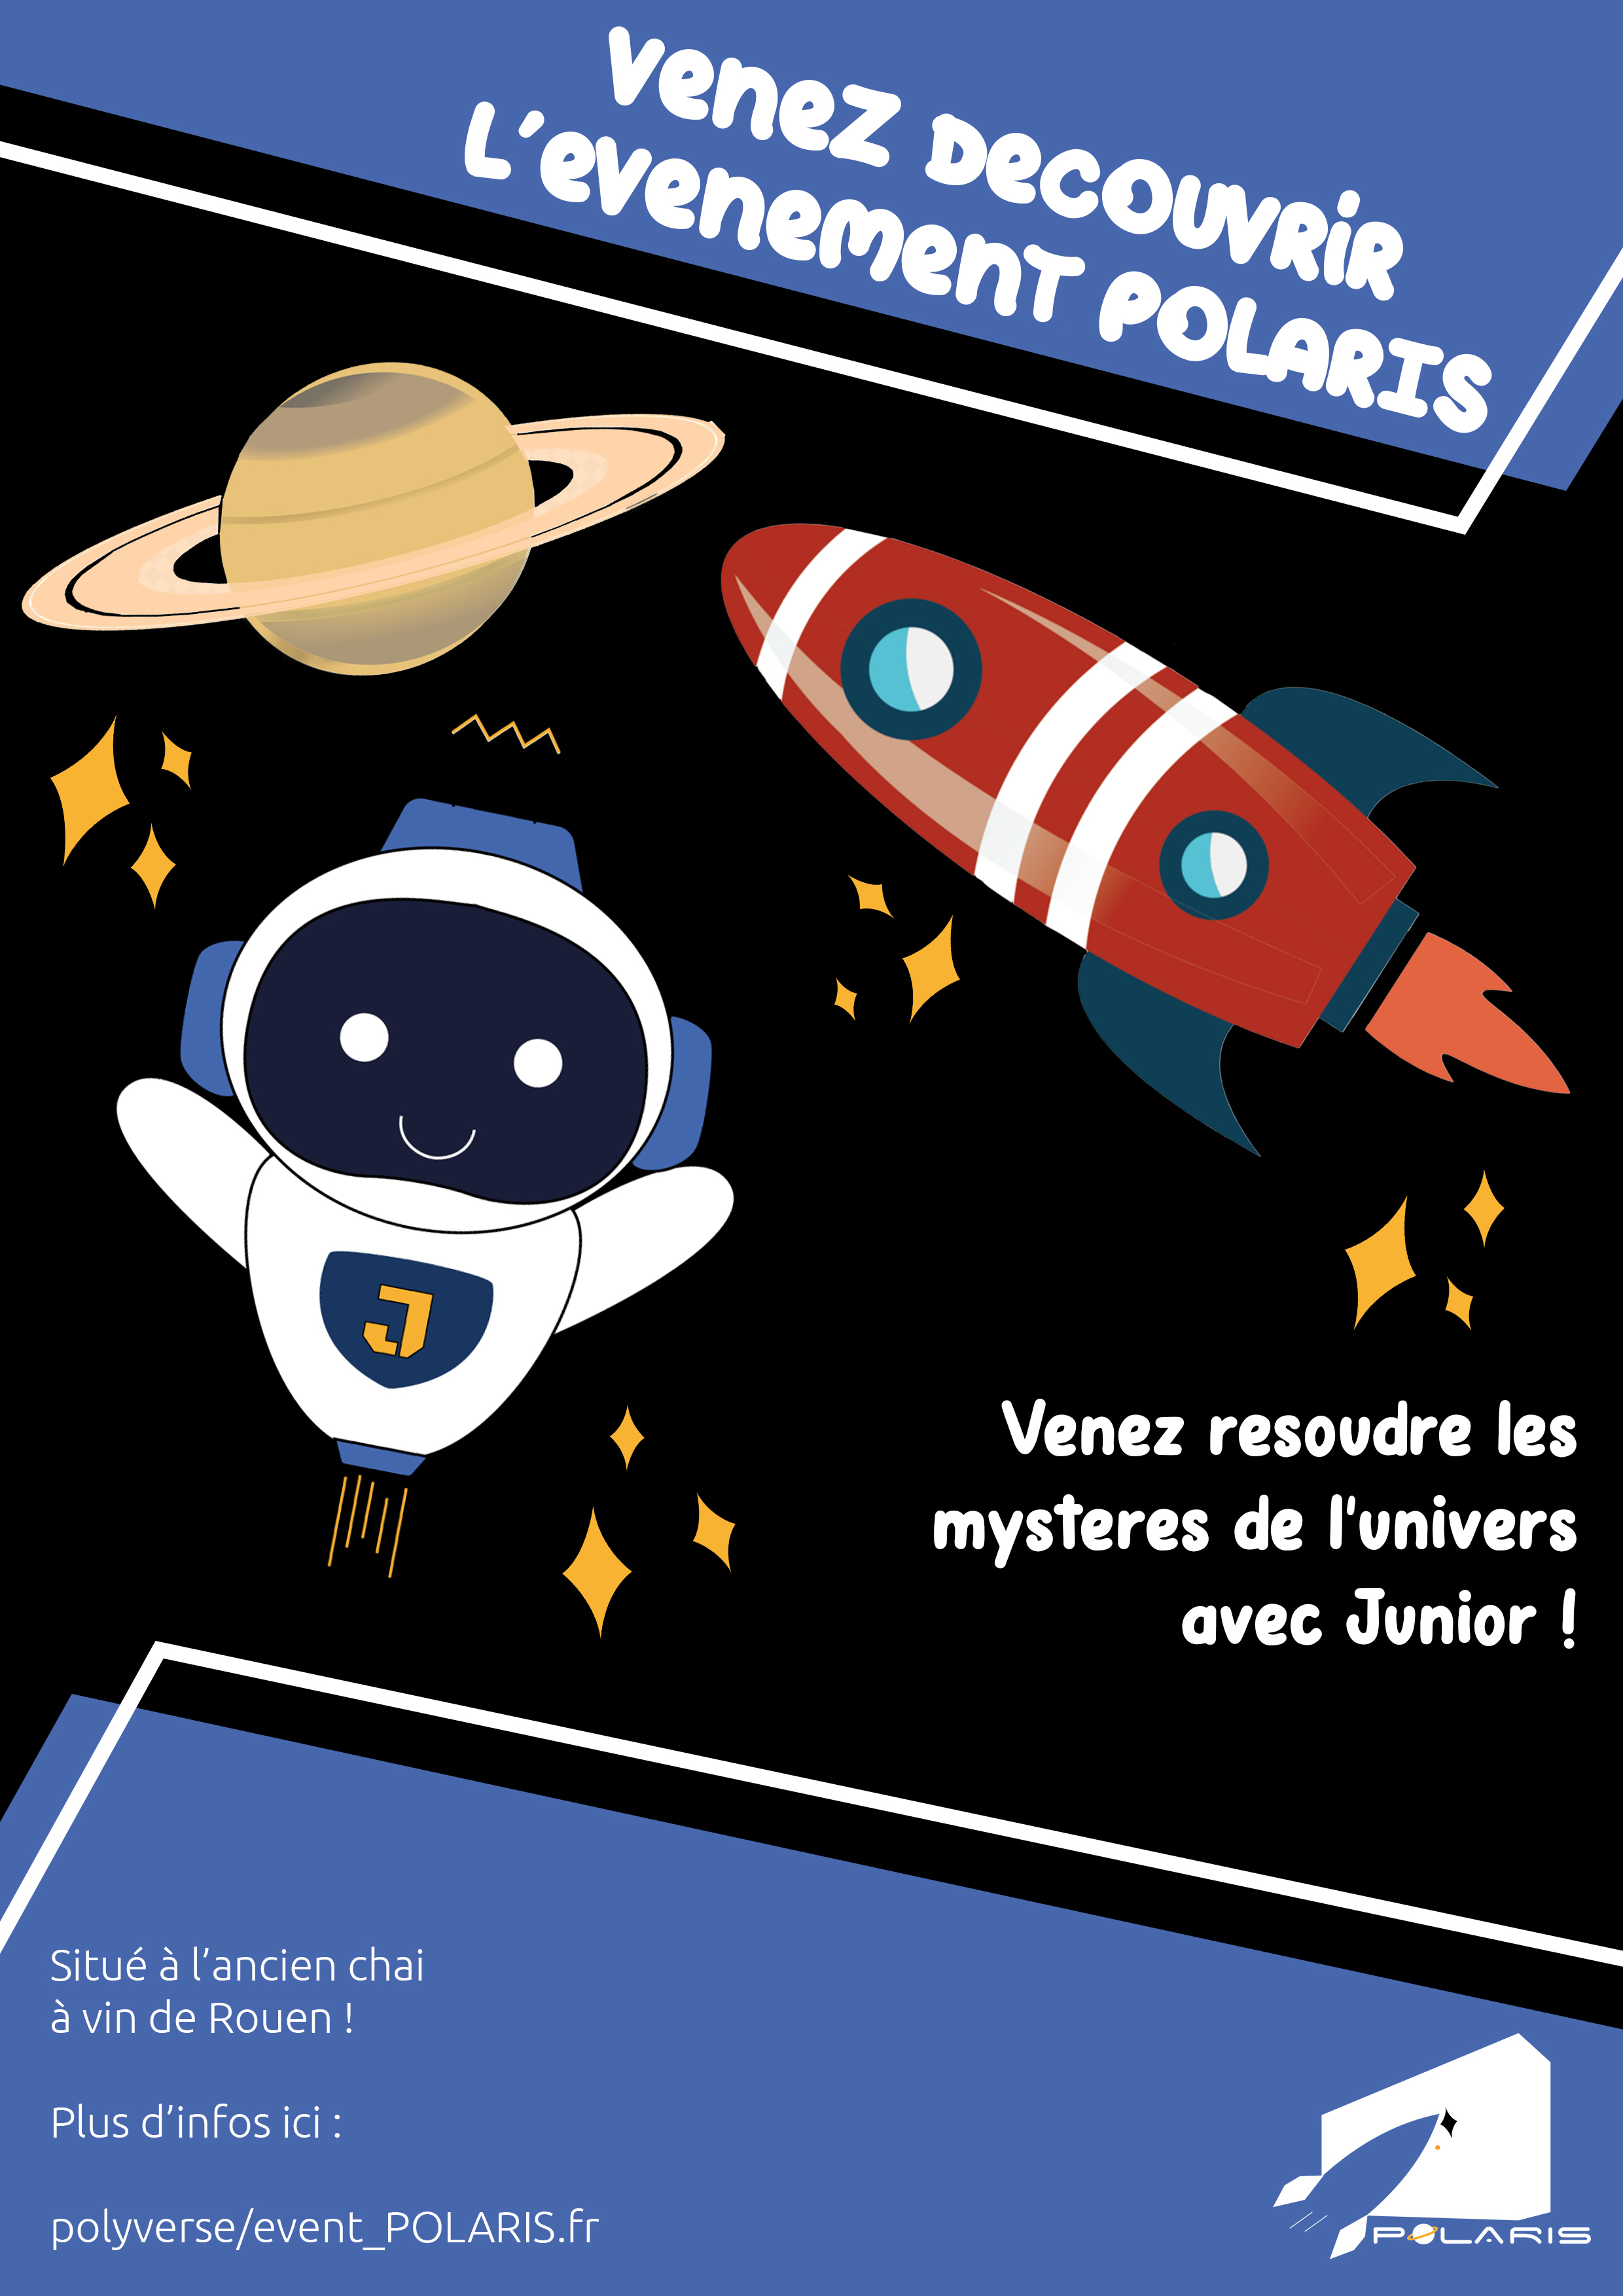 Venez DECOUVRIR
L'evenement POLARIS
J
Venez resoudre les
mysteres de l'univers
avec Junior !
Situé à l'ancien chai
à vin de Rouen !
Plus d'infos ici :
polyverse/event_POLARIS.fr
POLARIS